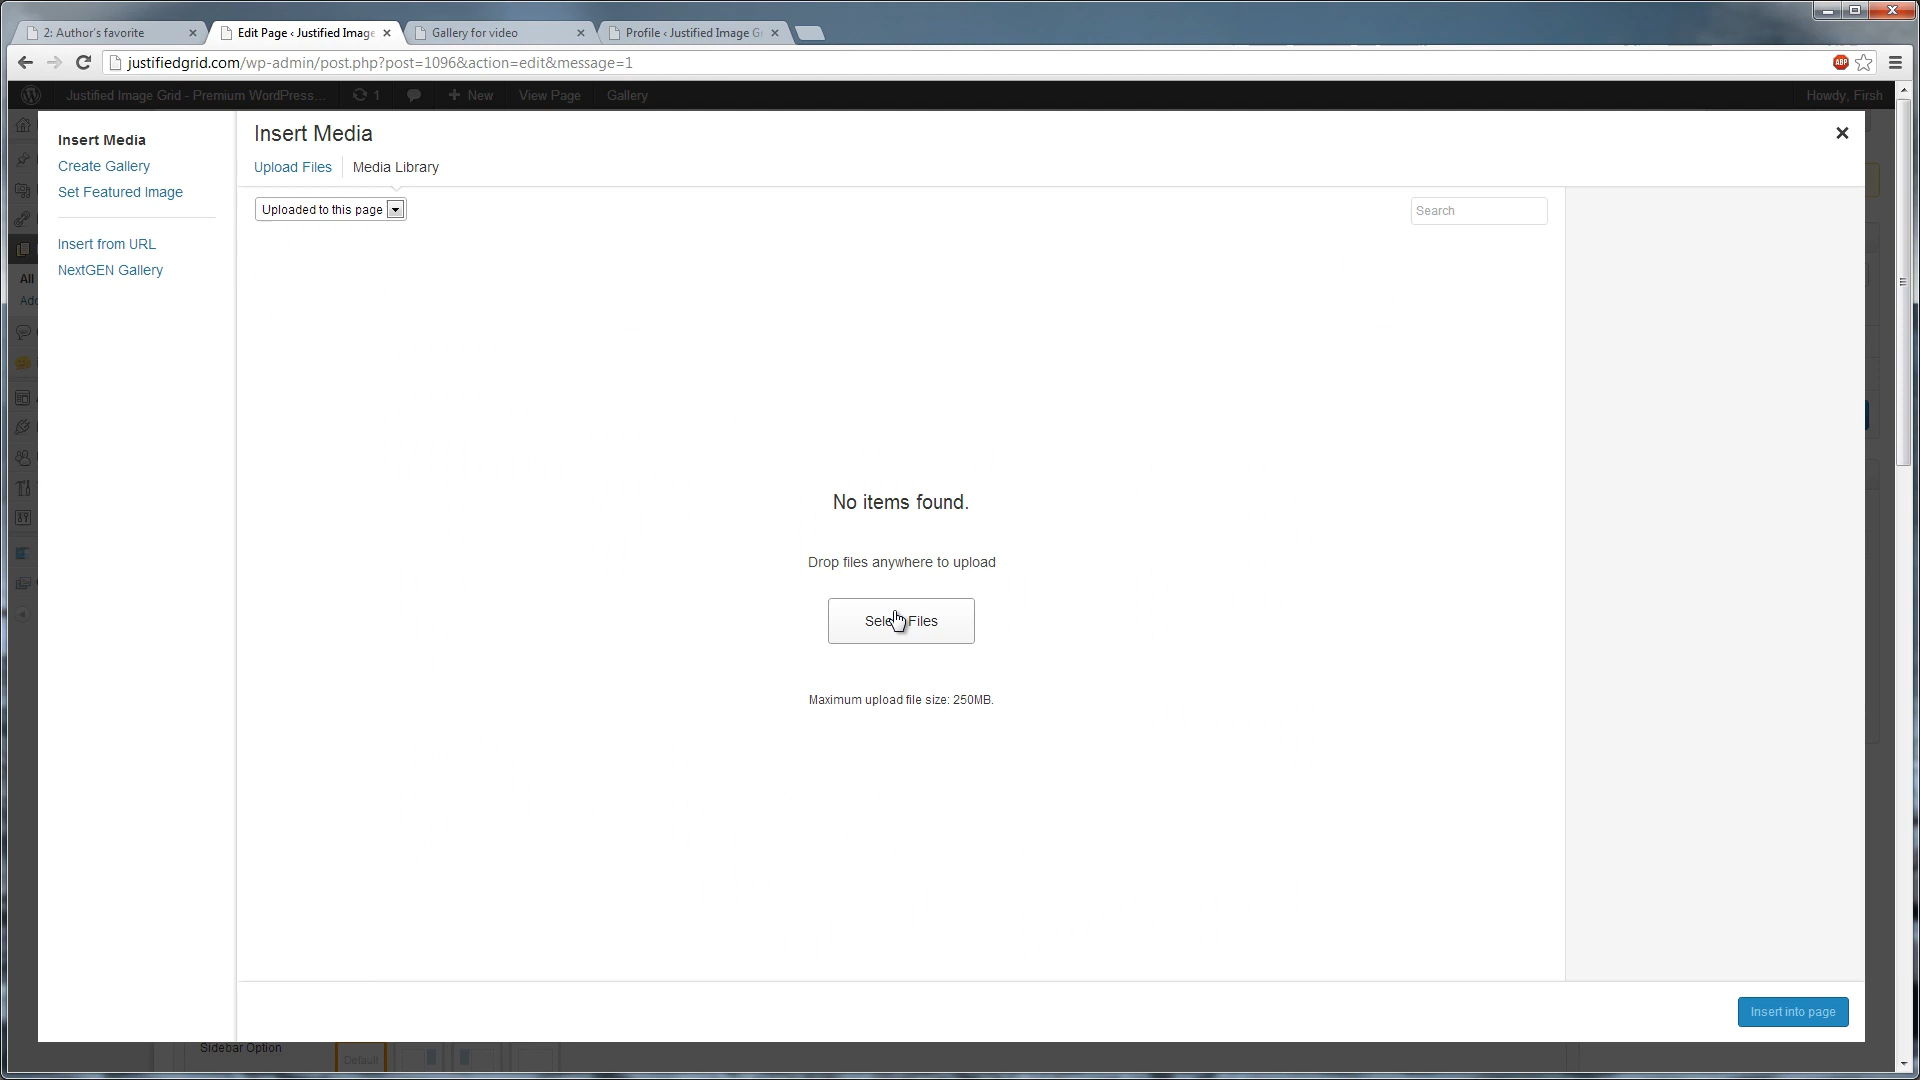 2: Author's favorite
Edit Page ‹ Justified Image
Gallery for video
Profile ‹ Justified Image G
justifiedgrid.com/wp-admin/post.php?post=1096&action=edit&message=1
ABP
Justified Image Grid - Premium WordPress...
1
New
View Page
Gallery
Howdy, Firsh
Insert Media
Create Gallery
Set Featured Image
Insert from URL
NextGEN Gallery
All
Add
Insert Media
Upload Files
Media Library
Uploaded to this page
Search
No items found.
Drop files anywhere to upload
Select Files
Maximum upload file size: 250MB.
Insert into page
Sidebar Option
Default